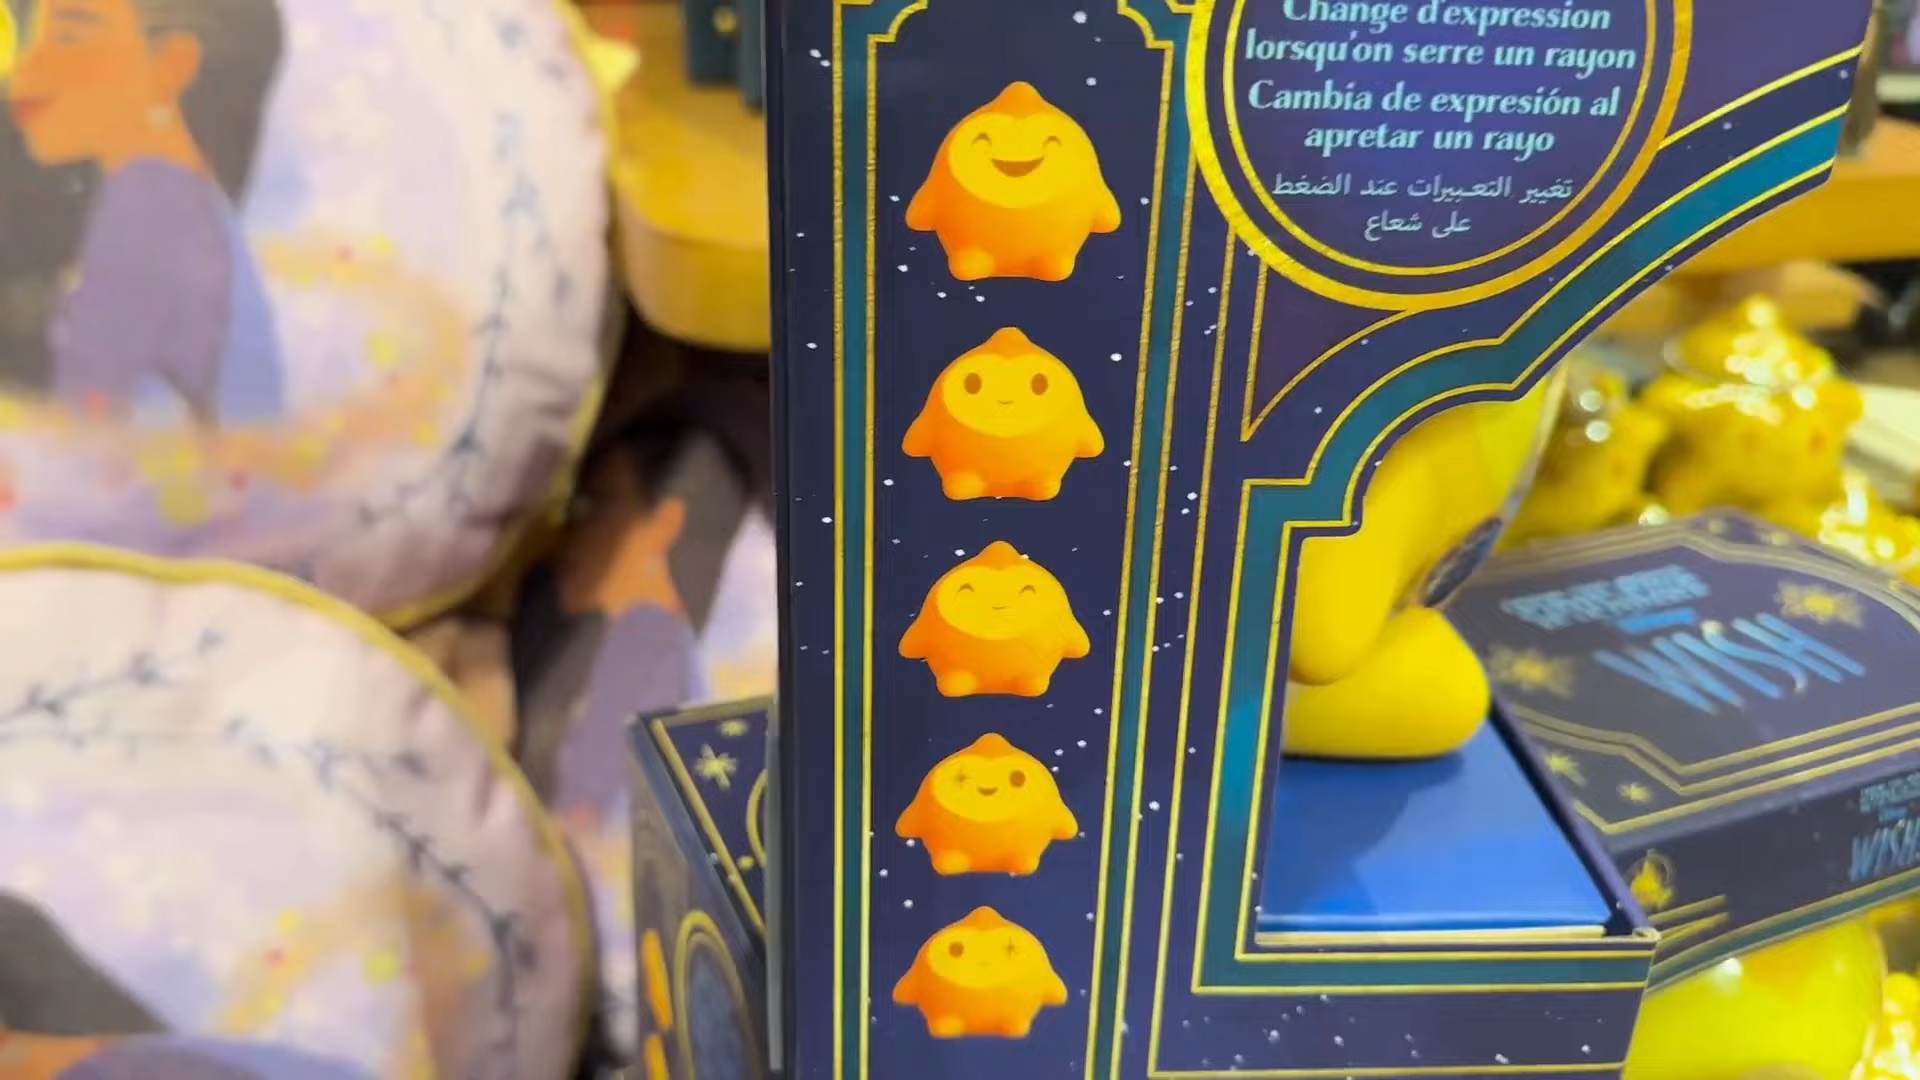 Change d'expression
lorsqu'on serre un rayon
Cambia de expresión al
apretar un rayo
تغيير التعبيرات عند الضغط
على شعاع
WISH
WISH